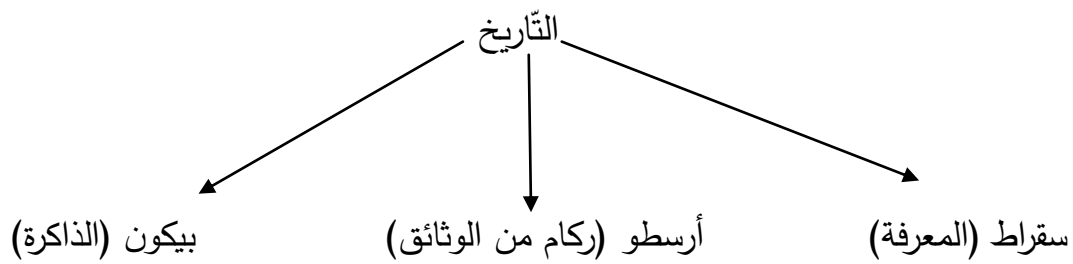 التّاريخ
سقراط (المعرفة) أرسطو (ركام من الوثائق) بيكون (الذاكرة)